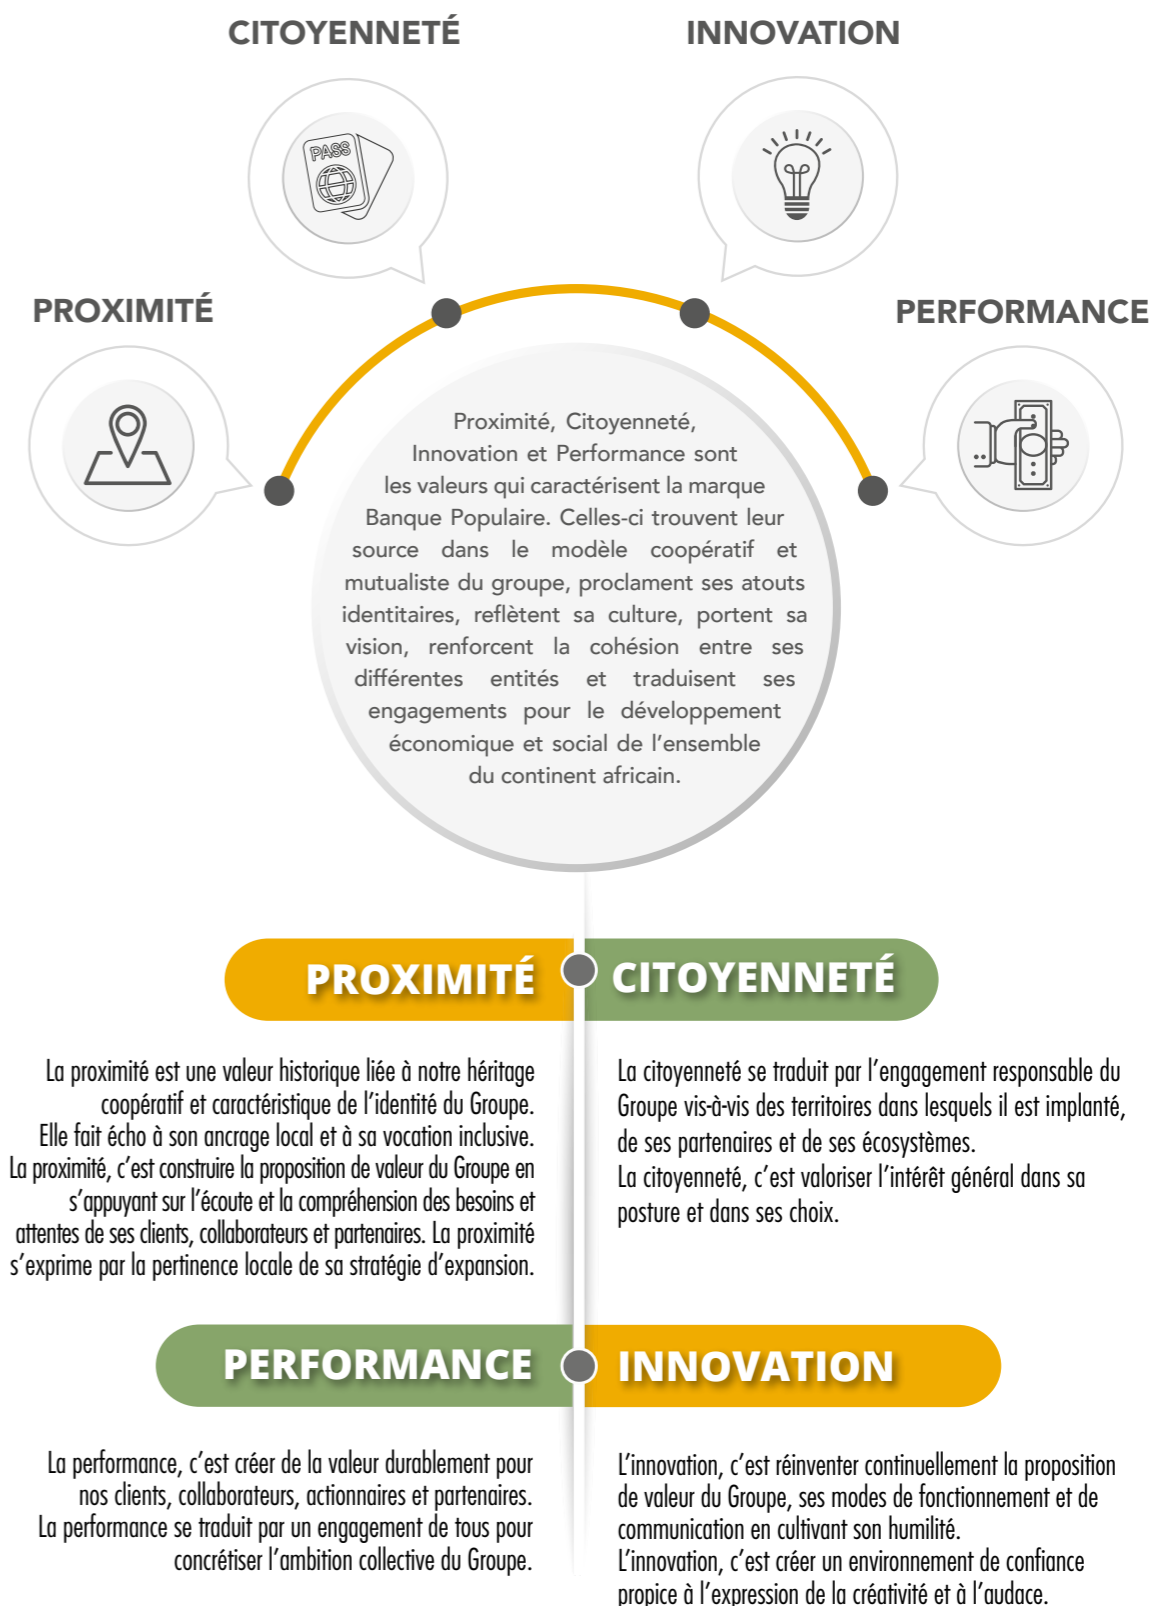 CITOYENNETÉ
INNOVATION
PASS
PROXIMITÉ
PERFORMANCE
Proximité, Citoyenneté,
Innovation et Performance sont
les valeurs qui caractérisent la marque
Banque Populaire. Celles-ci trouvent leur
source dans le modèle coopératif et
mutualiste du groupe, proclament ses atouts
identitaires, reflètent sa culture, portent sa
vision, renforcent la cohésion entre ses
différentes entités et traduisent ses
engagements pour le développement
économique et social de l'ensemble
du continent africain.
PROXIMITÉ
La proximité est une valeur historique liée à notre héritage
coopératif et caractéristique de l'identité du Groupe.
Elle fait écho à son ancrage local et à sa vocation inclusive.
La proximité, c'est construire la proposition de valeur du Groupe en
s'appuyant sur l'écoute et la compréhension des besoins et
attentes de ses clients, collaborateurs et partenaires. La proximité
s'exprime par la pertinence locale de sa stratégie d'expansion.
CITOYENNETÉ
La citoyenneté se traduit par l'engagement responsable du
Groupe vis-à-vis des territoires dans lesquels il est implanté,
de ses partenaires et de ses écosystèmes.
La citoyenneté, c'est valoriser l'intérêt général dans sa
posture et dans ses choix.
PERFORMANCE
La performance, c'est créer de la valeur durablement pour
nos clients, collaborateurs, actionnaires et partenaires.
La performance se traduit par un engagement de tous pour
concrétiser l'ambition collective du Groupe.
INNOVATION
L'innovation, c'est réinventer continuellement la proposition
de valeur du Groupe, ses modes de fonctionnement et de
communication en cultivant son humilité.
L'innovation, c'est créer un environnement de confiance
propice à l'expression de la créativité et à l'audace.